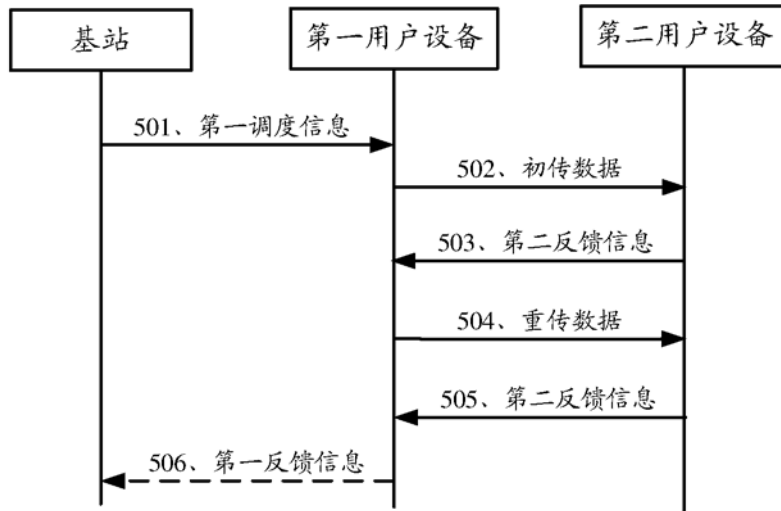 基站
第一用户设备
第二用户设备
501、第一调度信息
502、初传数据
503、第二反馈信息
504、重传数据
505、第二反馈信息
506、第一反馈信息